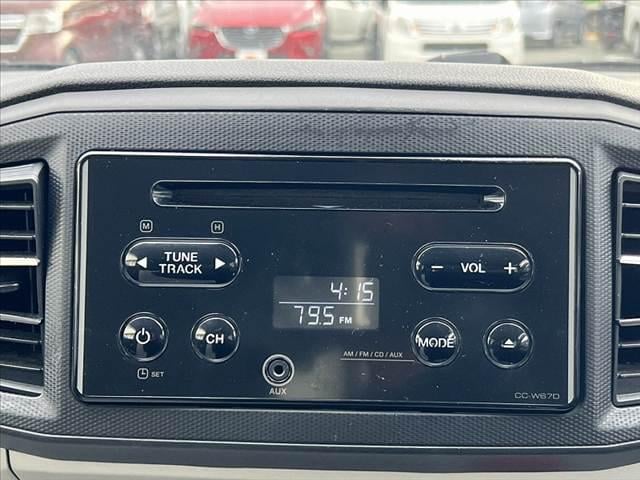 M H
TUNE
TRACK
- VOL +
4:15
79.5 FM
CH
MODE
AM / FM / CD / AUX
SET
AUX
CC-W67D